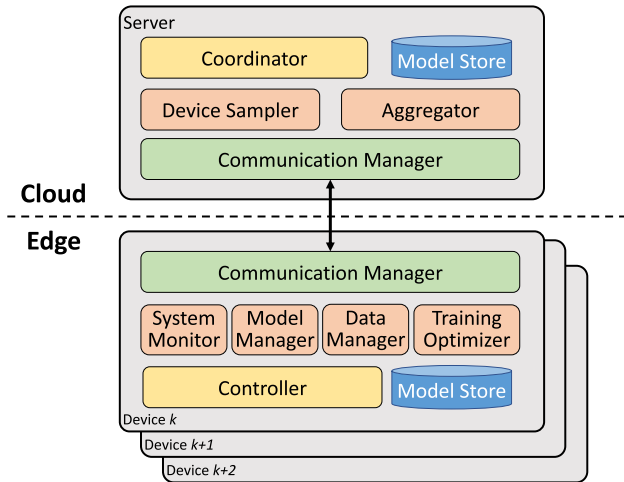 Server
Coordinator
Model Store
Device Sampler
Aggregator
Communication Manager
Cloud
Edge
Communication Manager
System
Monitor
Model
Manager
Data
Manager
Training
Optimizer
Controller
Model Store
Device k
Device k+1
Device k+2